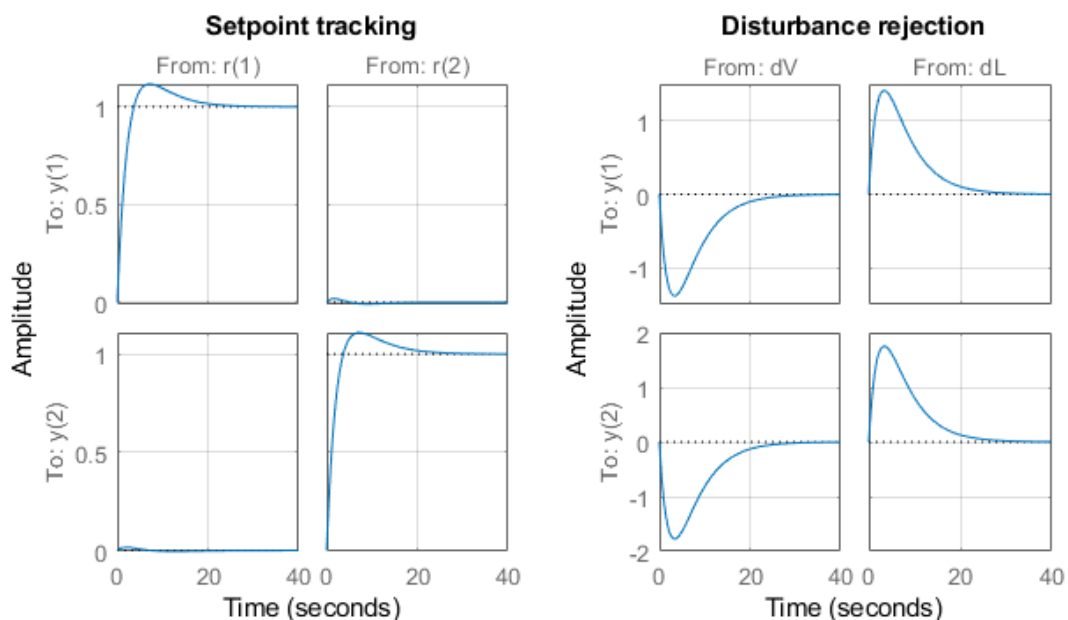 Setpoint tracking
From: r(1)
From: r(2)
Amplitude
To: y(1)
1
0.5
0
To: y(2)
1
0.5
0
0
20
40
0
20
40
Time (seconds)
Disturbance rejection
From: dV
From: dL
Amplitude
To: y(1)
1
0
-1
To: y(2)
2
1
0
-1
-2
0
20
40
0
20
40
Time (seconds)